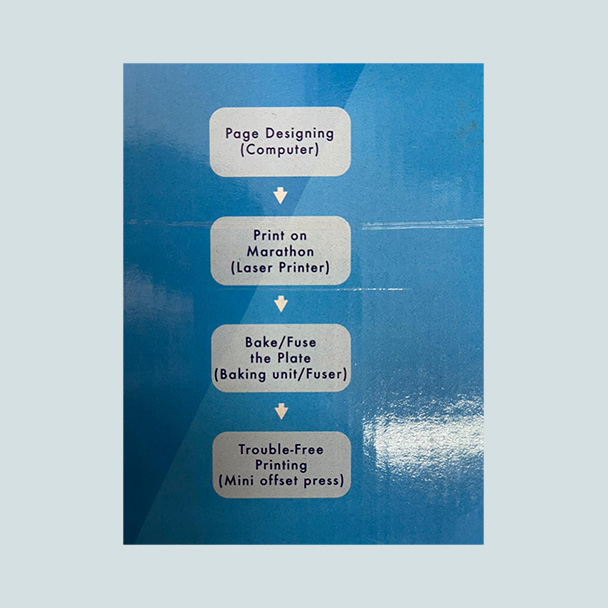 Page Designing
(Computer)
Print on
Marathon
(Laser Printer)
Bake/Fuse
the Plate
(Baking unit/Fuser)
Trouble-Free
Printing
(Mini offset press)